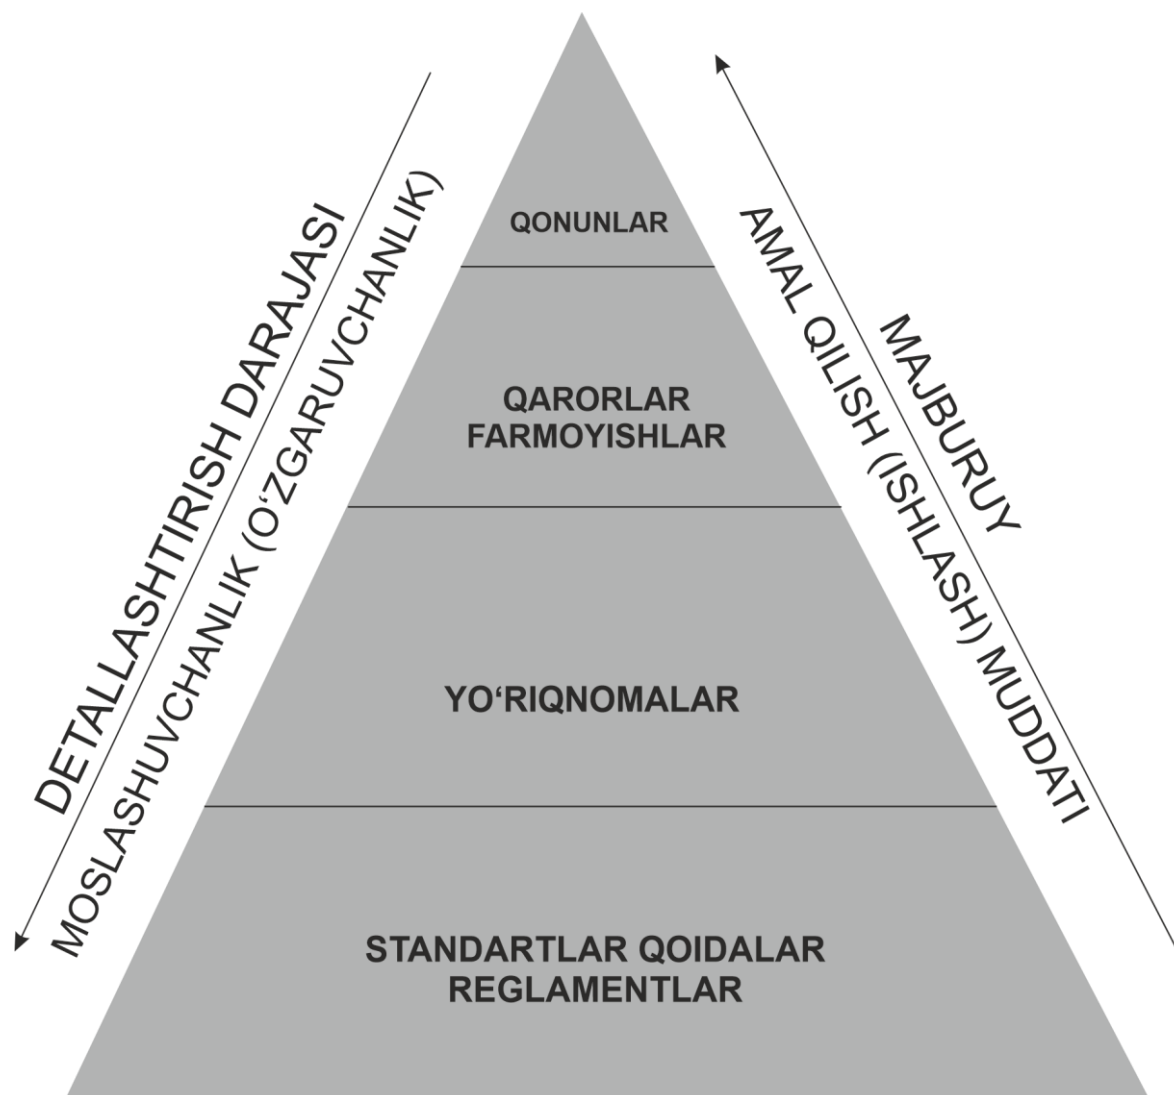 DETALLASHTIRISH DARAJASI
MOSLASHUVCHANLIK (O‘ZGARUVCHANLIK)
QONUNLAR
QARORLAR
FARMOYISHLAR
YO‘RIQNOMALAR
STANDARTLAR QOIDALAR
REGLAMENTLAR
MAJBURUY
AMAL QILISH (ISHLASH) MUDDATI